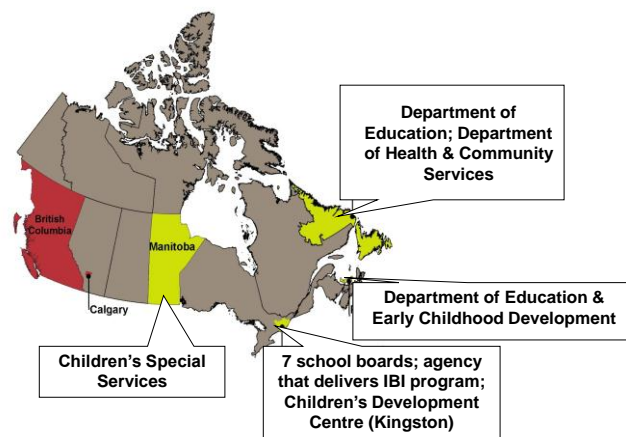 Department of
Education; Department
of Health & Community
Services
British
Columbia
Manitoba
Calgary
Department of Education &
Early Childhood Development
Children's Special
Services
7 school boards; agency
that delivers IBI program;
Children's Development
Centre (Kingston)